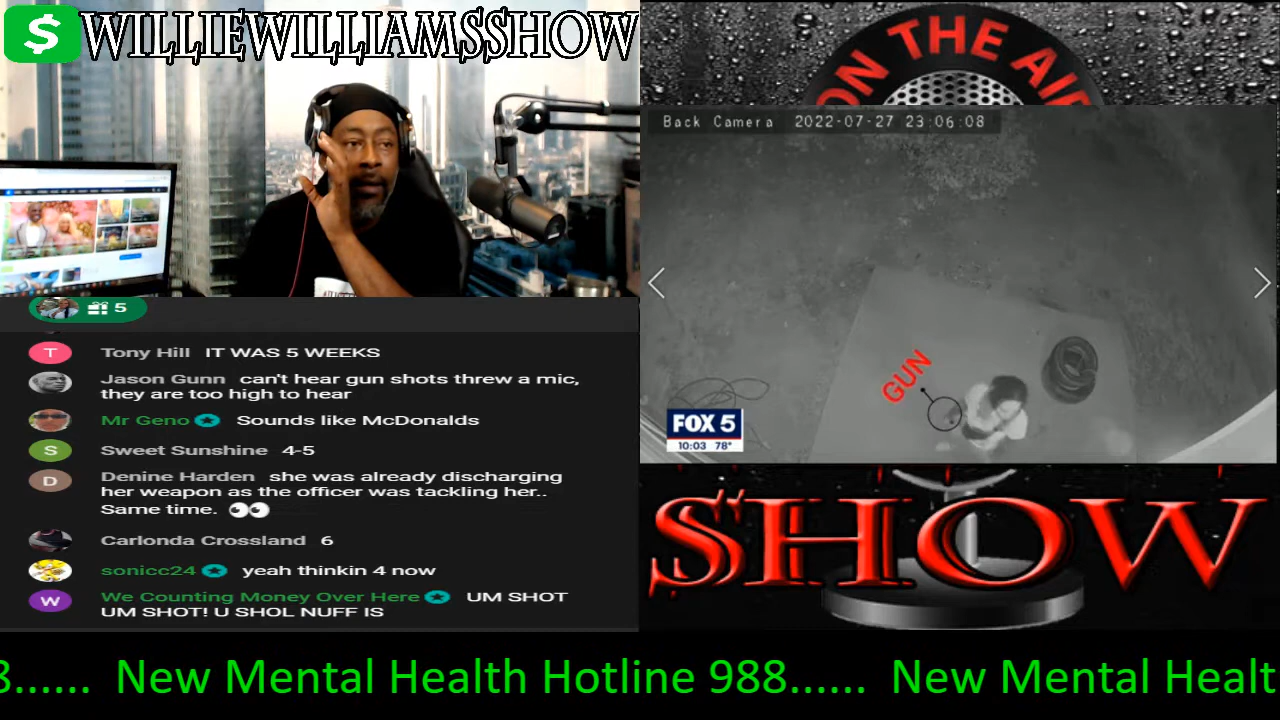 $ WILLIEWILLIAMSSHOW
ON THE AIR
Back Camera 2022-07-27 23:06:08
GUN
FOX 5
10:03 78°
SHOW
5
T Tony Hill IT WAS 5 WEEKS
Jason Gunn can't hear gun shots threw a mic,
they are too high to hear
Mr Geno Sounds like McDonalds
S Sweet Sunshine 4-5
D Denine Harden she was already discharging
her weapon as the officer was tackling her..
Same time. 👀
Carlonda Crossland 6
sonicc24 yeah thinkin 4 now
W We Counting Money Over Here UM SHOT
UM SHOT! U SHOL NUFF IS
8...... New Mental Health Hotline 988...... New Mental Healt